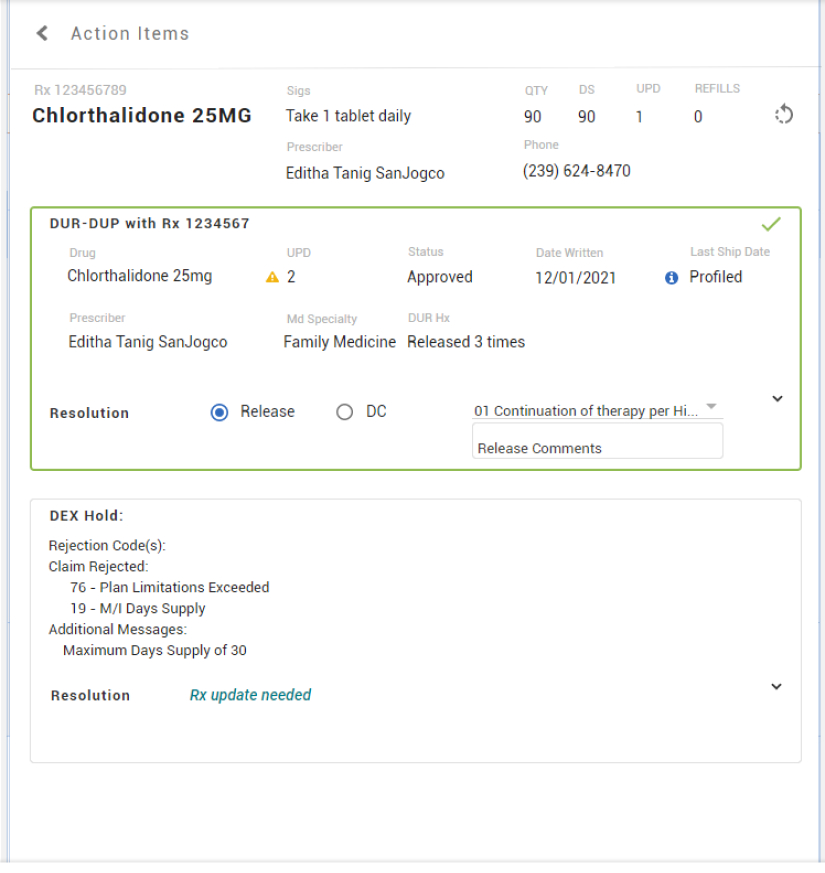 Action Items
Rx 123456789 Sigs QTY DS UPD REFILLS
Chlorthalidone 25MG Take 1 tablet daily 90 90 1 0
Prescriber Phone
Editha Tanig SanJogco (239) 624-8470
DUR-DUP with Rx 1234567
Drug UPD Status Date Written Last Ship Date
Chlorthalidone 25mg 2 Approved 12/01/2021 Profiled
Prescriber Md Specialty DUR Hx
Editha Tanig SanJogco Family Medicine Released 3 times
Resolution Release DC 01 Continuation of therapy per Hi...
Release Comments
DEX Hold:
Rejection Code(s):
Claim Rejected:
76 - Plan Limitations Exceeded
19 - M/I Days Supply
Additional Messages:
Maximum Days Supply of 30
Resolution Rx update needed